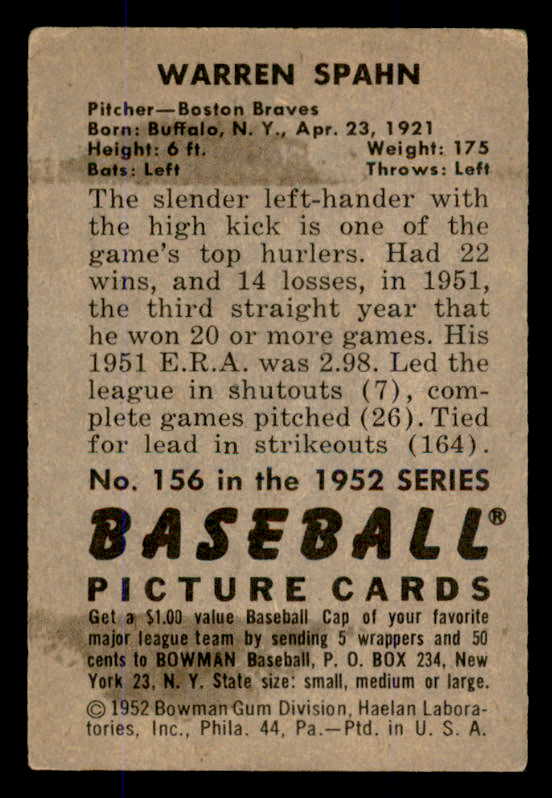 WARREN SPAHN
Pitcher—Boston Braves
Born: Buffalo, N. Y., Apr. 23, 1921
Height: 6 ft. Weight: 175
Bats: Left Throws: Left
The slender left-hander with
the high kick is one of the
game's top hurlers. Had 22
wins, and 14 losses, in 1951,
the third straight year that
he won 20 or more games. His
1951 E.R.A. was 2.98. Led the
league in shutouts (7), com-
plete games pitched (26). Tied
for lead in strikeouts (164).
No. 156 in the 1952 SERIES
BASEBALL®
PICTURE CARDS
Get a $1.00 value Baseball Cap of your favorite
major league team by sending 5 wrappers and 50
cents to BOWMAN Baseball, P. O. BOX 234, New
York 23, N. Y. State size: small, medium or large.
© 1952 Bowman Gum Division, Haelan Labora-
tories, Inc., Phila. 44, Pa.—Ptd. in U. S. A.